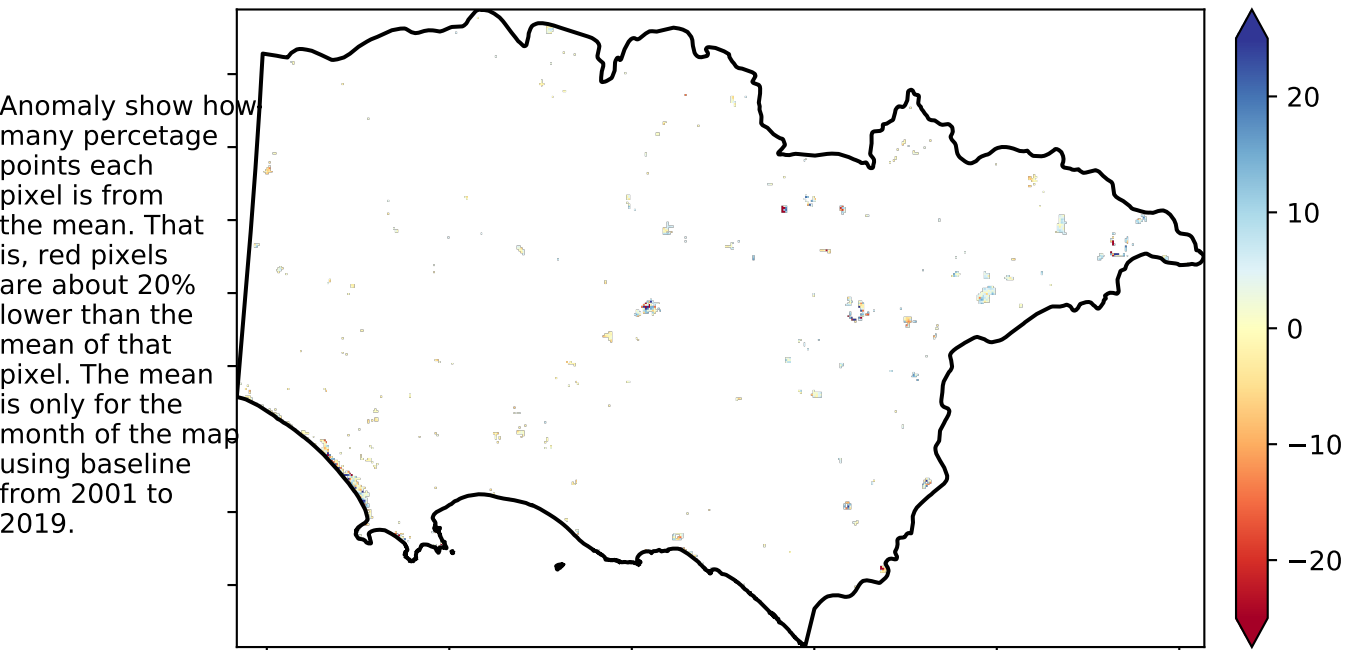 Anomaly show how
many percetage
points each
pixel is from
the mean. That
is, red pixels
are about 20%
lower than the
mean of that
pixel. The mean
is only for the
month of the map
using baseline
from 2001 to
2019.
20
10
0
−10
−20